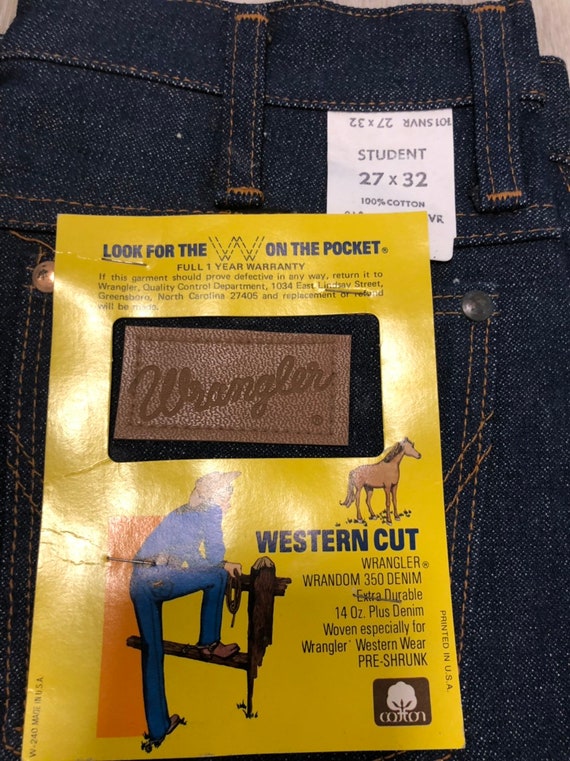 101SNVR 27 x 32
STUDENT
27 x 32
100% COTTON
VR
LOOK FOR THE W ON THE POCKET®
FULL 1 YEAR WARRANTY
If this garment should prove defective in any way, return it to
Wrangler, Quality Control Department, 1034 East Lindsay Street,
Greensboro, North Carolina 27405 and replacement or refund
will be made.
Wrangler
®
WESTERN CUT
WRANGLER®
WRANDOM 350 DENIM
Extra Durable
14 Oz. Plus Denim
Woven especially for
Wrangler® Western Wear
PRE-SHRUNK
cotton
PRINTED IN U.S.A.
W-240 MADE IN U.S.A.